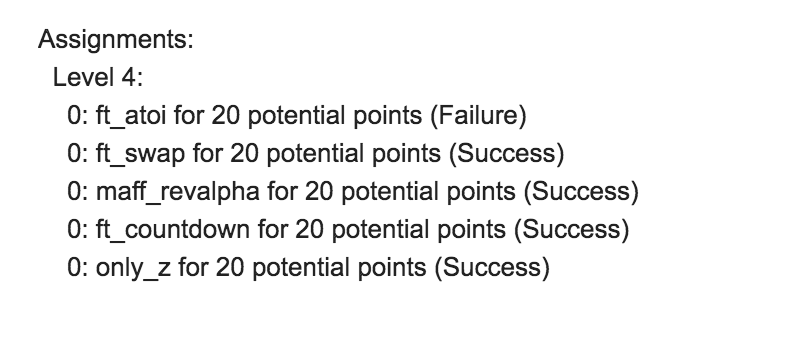 Assignments:
Level 4:
0: ft_atoi for 20 potential points (Failure)
0: ft_swap for 20 potential points (Success)
0: maff_revalpha for 20 potential points (Success)
0: ft_countdown for 20 potential points (Success)
0: only_z for 20 potential points (Success)